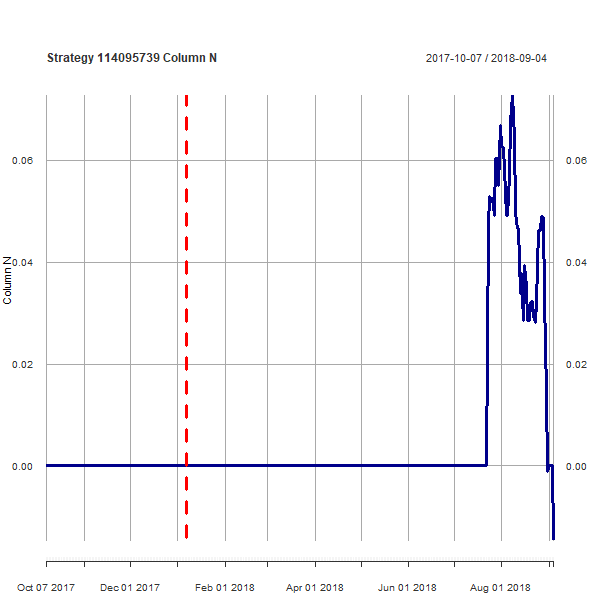 Strategy 114095739 Column N
2017-10-07 / 2018-09-04
0.06
0.06
0.04
0.04
Column N
0.02
0.02
0.00
0.00
Oct 07 2017
Dec 01 2017
Feb 01 2018
Apr 01 2018
Jun 01 2018
Aug 01 2018